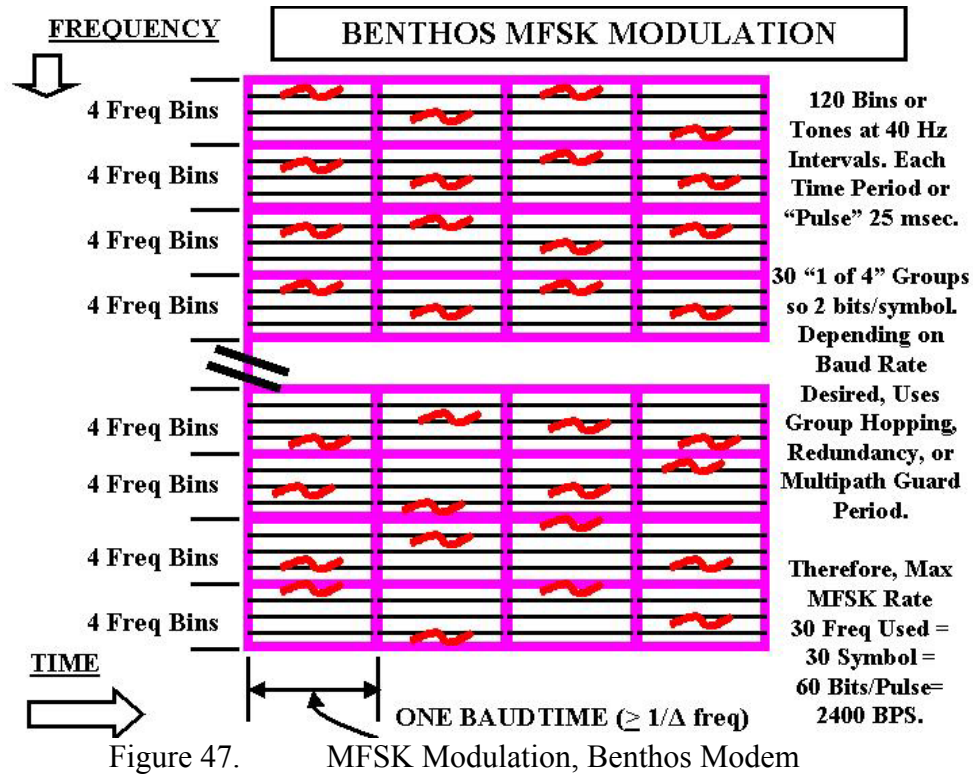 FREQUENCY
BENTHOS MFSK MODULATION
4 Freq Bins
4 Freq Bins
4 Freq Bins
4 Freq Bins
4 Freq Bins
4 Freq Bins
4 Freq Bins
4 Freq Bins
120 Bins or
Tones at 40 Hz
Intervals. Each
Time Period or
“Pulse” 25 msec.
30 “1 of 4” Groups
so 2 bits/symbol.
Depending on
Baud Rate
Desired, Uses
Group Hopping,
Redundancy, or
Multipath Guard
Period.
Therefore, Max
MFSK Rate
30 Freq Used =
30 Symbol =
60 Bits/Pulse=
2400 BPS.
TIME
ONE BAUD TIME (≥ 1/Δ freq)
Figure 47. MFSK Modulation, Benthos Modem